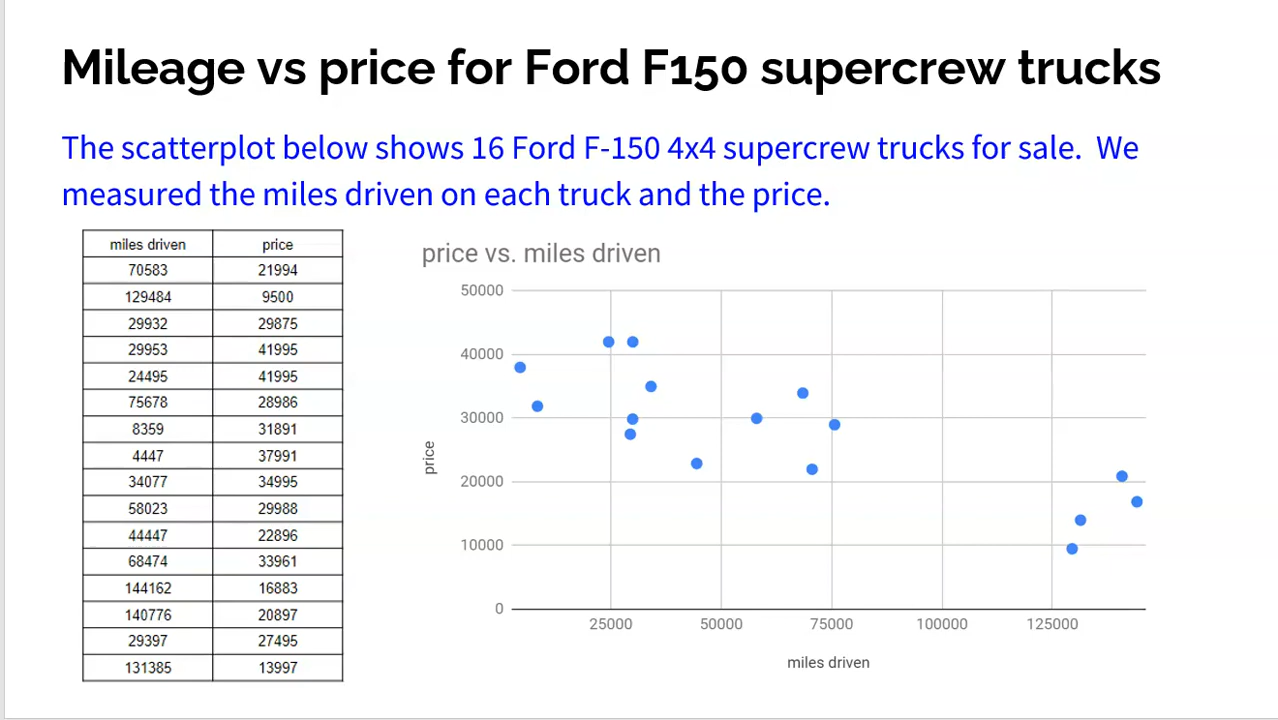 Mileage vs price for Ford F150 supercrew trucks
The scatterplot below shows 16 Ford F-150 4x4 supercrew trucks for sale. We
measured the miles driven on each truck and the price.
miles driven price
70583 21994
129484 9500
29932 29875
29953 41995
24495 41995
75678 28986
8359 31891
4447 37991
34077 34995
58023 29988
44447 22896
68474 33961
144162 16883
140776 20897
29397 27495
131385 13997
price vs. miles driven
50000
40000
30000
20000
10000
0
price
25000 50000 75000 100000 125000
miles driven